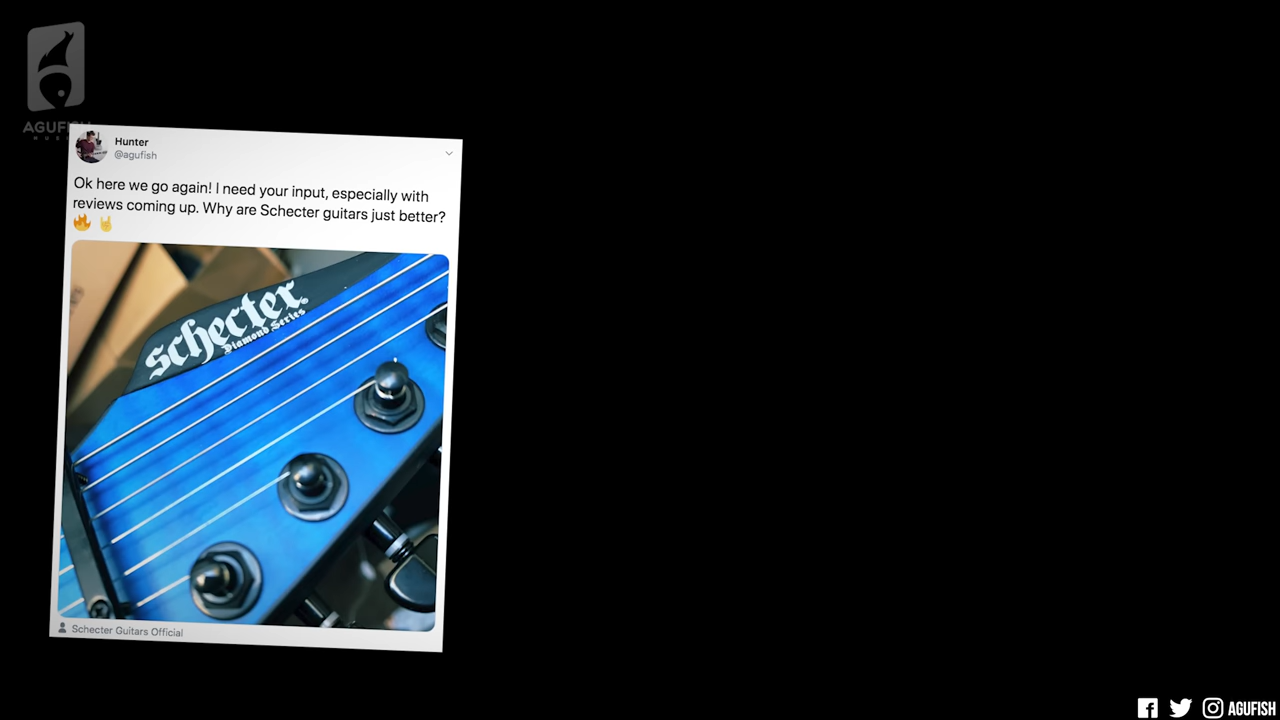 AGUFISH
MUSIC
Hunter
@agufish
Ok here we go again! I need your input, especially with
reviews coming up. Why are Schecter guitars just better?
🔥 🤘
schecter
Diamond Series
Schecter Guitars Official
AGUFISH